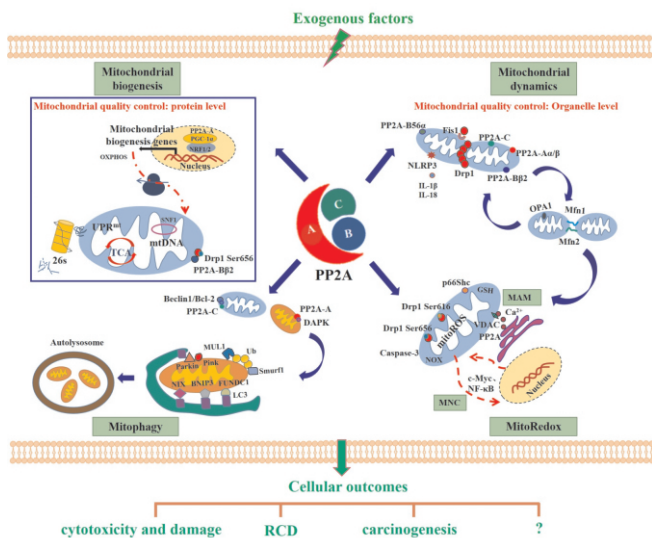 Exogenous factors
Mitochondrial
biogenesis
Mitochondrial quality control: protein level
Mitochondrial
biogenesis genes
OXPHOS
PP2A-A
PGC-1α
NRF1/2
Nucleus
UPRmt
SNF1
mtDNA
TCA
26s
Drp1 Ser656
PP2A-Bβ2
Mitochondrial
dynamics
Mitochondrial quality control: Organelle level
PP2A-B56α
Fis1
PP2A-C
PP2A-Aα/β
NLRP3
Drp1
PP2A-Bβ2
IL-1β
IL-18
OPA1
Mfn1
Mfn2
C
A
B
PP2A
Beclin1/Bcl-2
PP2A-C
PP2A-A
DAPK
Autolysosome
MUL1
Ub
Parkin
Pink
Smurf1
NIX
BNIP3
FUNDC1
LC3
Mitophagy
p66Shc
GSH
MAM
Drp1 Ser616
Ca2+
VDAC
PP2A
mitoROS
Drp1 Ser656
Caspase-3
NOX
c-Myc
NF-κB
Nucleus
MNC
MitoRedox
Cellular outcomes
cytotoxicity and damage
RCD
carcinogenesis
?